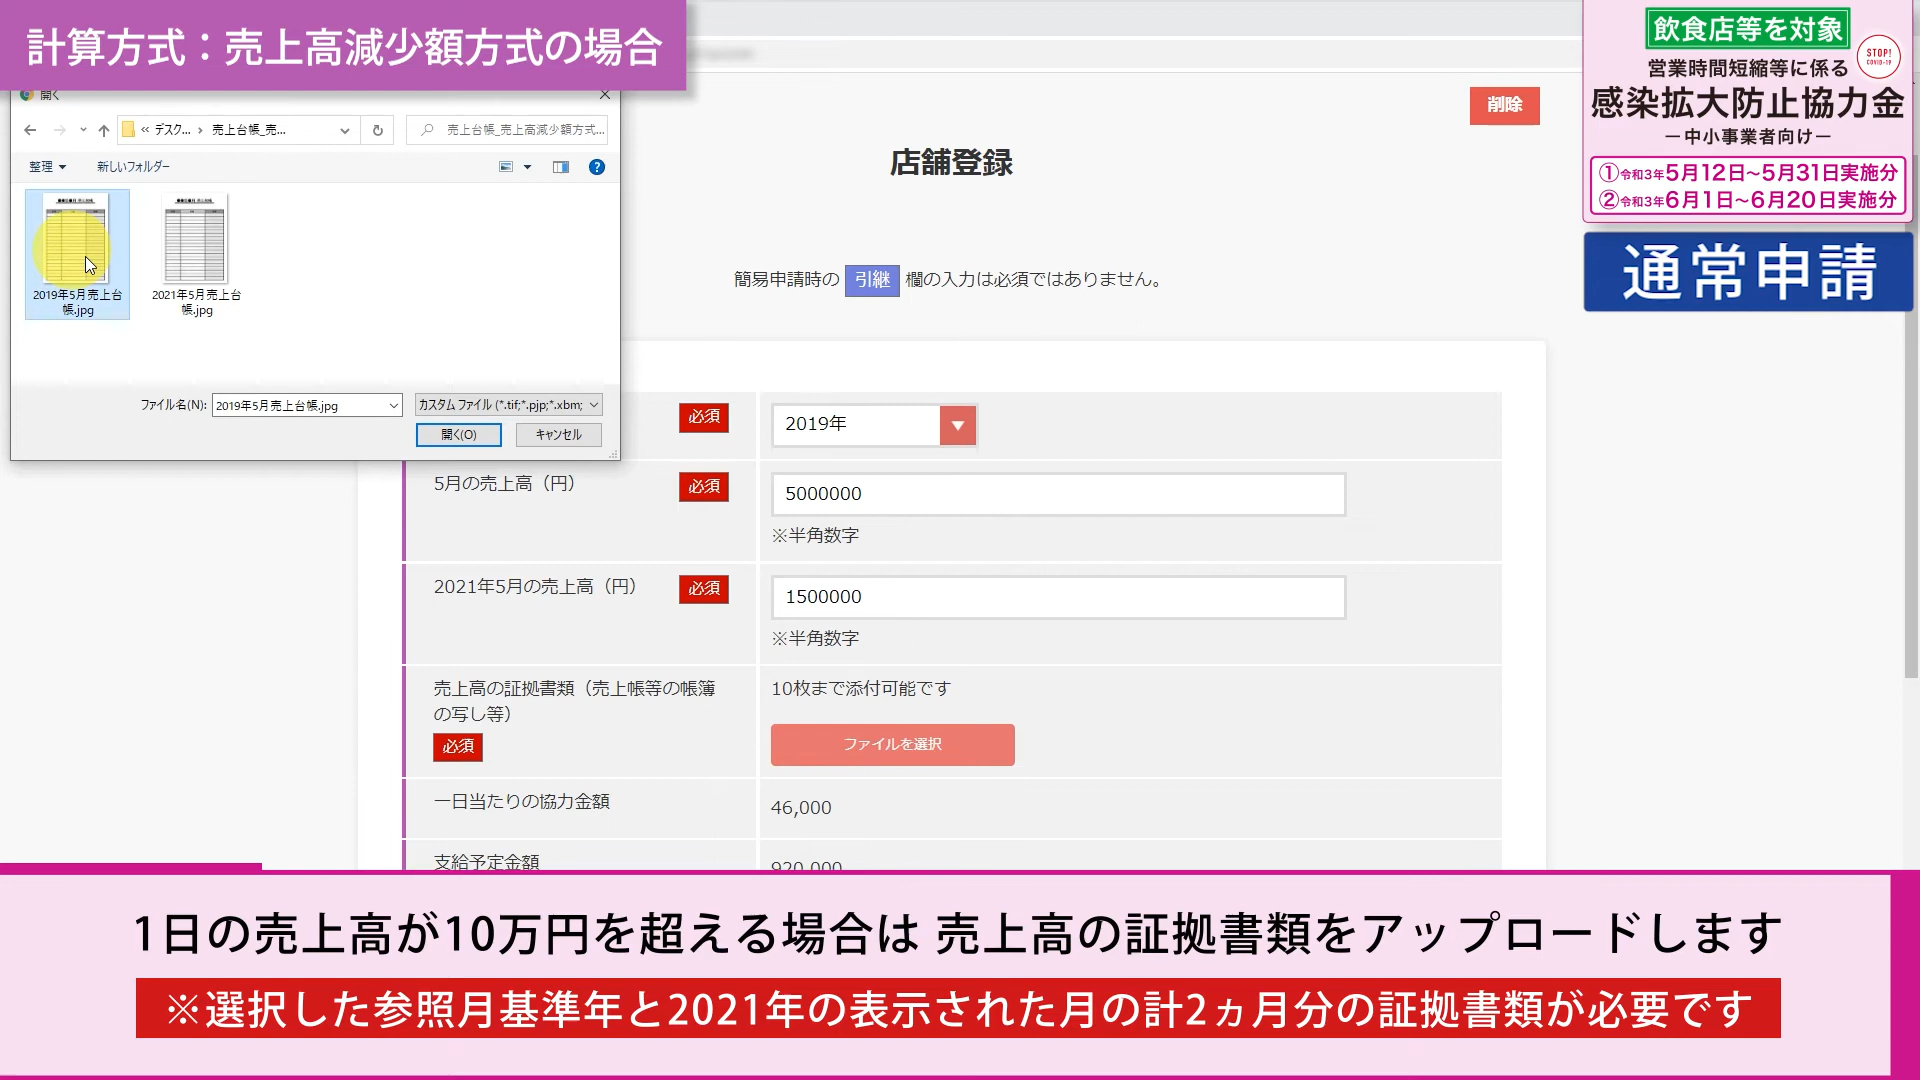 計算方式：売上高減少額方式の場合
開く
« デスク... › 売上台帳_売...
売上台帳_売上高減少額方式...
整理
新しいフォルダー
2019年5月売上台
帳.jpg
2021年5月売上台
帳.jpg
ファイル名(N):
2019年5月売上台帳.jpg
カスタム ファイル (*.tif;*.pjp;*.xbm;
開く(O)
キャンセル
削除
店舗登録
簡易申請時の 引継 欄の入力は必須ではありません。
必須
2019年
5月の売上高（円）
必須
5000000
※半角数字
2021年5月の売上高（円）
必須
1500000
※半角数字
売上高の証拠書類（売上帳等の帳簿
の写し等）
必須
10枚まで添付可能です
ファイルを選択
一日当たりの協力金額
46,000
支給予定金額
920,000
飲食店等を対象
STOP!
COVID-19
営業時間短縮等に係る
感染拡大防止協力金
－中小事業者向け－
①令和3年5月12日～5月31日実施分
②令和3年6月1日～6月20日実施分
通常申請
1日の売上高が10万円を超える場合は 売上高の証拠書類をアップロードします
※選択した参照月基準年と2021年の表示された月の計2ヵ月分の証拠書類が必要です